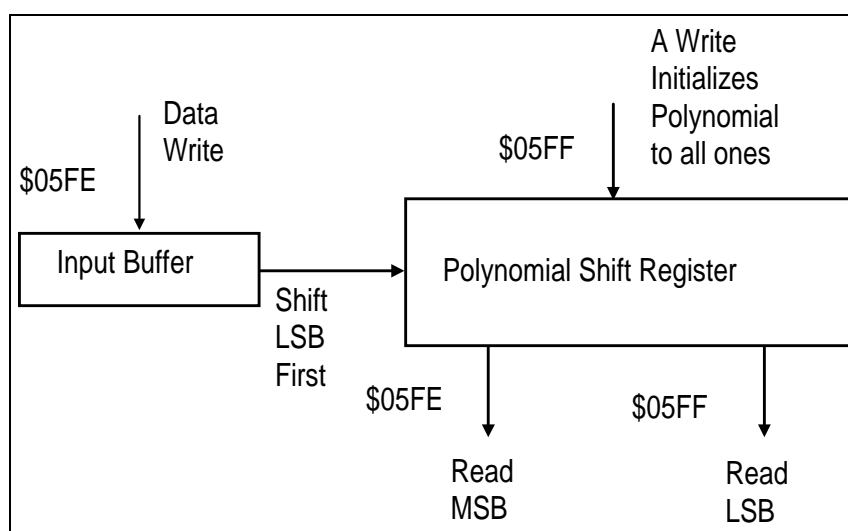 A Write
Initializes
Polynomial
to all ones
Data
Write
$05FF
$05FE
Input Buffer
Polynomial Shift Register
Shift
LSB
First
$05FE
$05FF
Read
MSB
Read
LSB